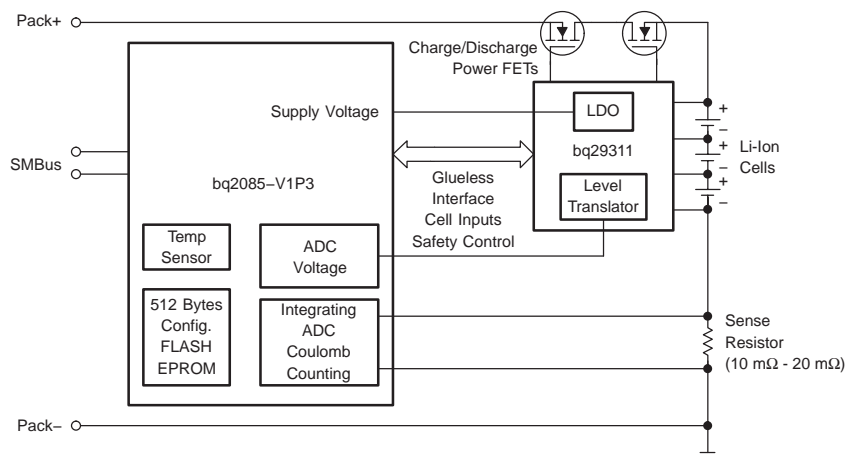 Pack+
Charge/Discharge
Power FETs
Supply Voltage
LDO
bq29311
+
−
+
−
+
−
Li-Ion
Cells
SMBus
bq2085−V1P3
Glueless
Interface
Cell Inputs
Safety Control
Level
Translator
Temp
Sensor
ADC
Voltage
512 Bytes
Config.
FLASH
EPROM
Integrating
ADC
Coulomb
Counting
Sense
Resistor
(10 mΩ - 20 mΩ)
Pack−